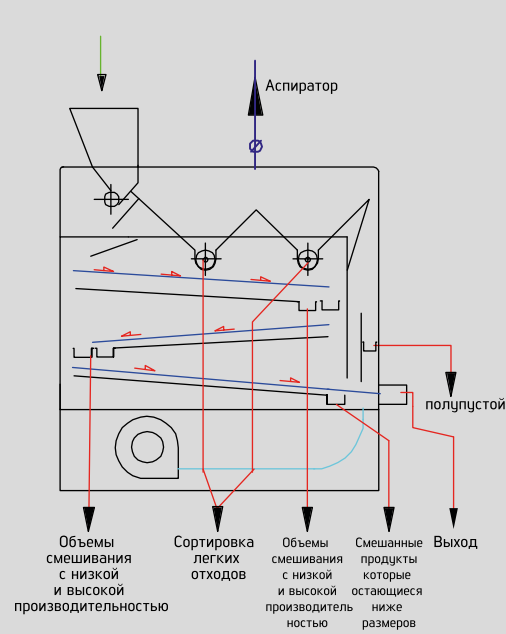 Аспиратор
полупустой
Объемы
смешивания
с низкой
и высокой
производительностью
Сортировка
легких
отходов
Объемы
смешивания
с низкой
и высокой
производитель
ностью
Смешанные
продукты
которые
остающиеся
ниже
размеров
Выход